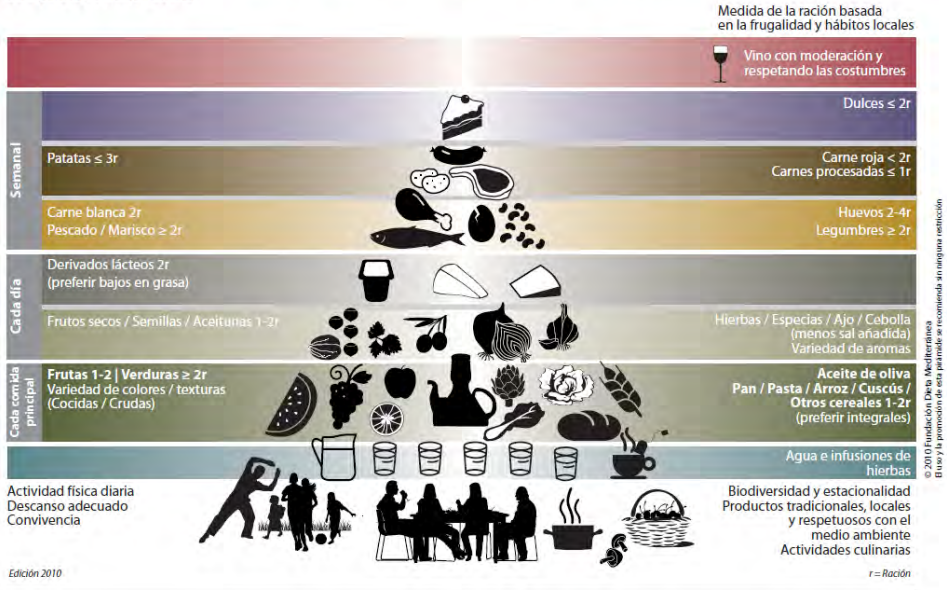 Medida de la ración basada
en la frugalidad y hábitos locales
Vino con moderación y
respetando las costumbres
Semanal
Dulces ≤ 2r
Patatas ≤ 3r
Carne roja < 2r
Carnes procesadas ≤ 1r
Carne blanca 2r
Pescado / Marisco ≥ 2r
Huevos 2-4r
Legumbres ≥ 2r
Cada día
Derivados lácteos 2r
(preferir bajos en grasa)
Frutos secos / Semillas / Aceitunas 1-2r
Hierbas / Especias / Ajo / Cebolla
(menos sal añadida)
Variedad de aromas
Cada comida
principal
Frutas 1-2 | Verduras ≥ 2r
Variedad de colores / texturas
(Cocidas / Crudas)
Aceite de oliva
Pan / Pasta / Arroz / Cuscús /
Otros cereales 1-2r
(preferir integrales)
Agua e infusiones de
hierbas
Actividad física diaria
Descanso adecuado
Convivencia
Biodiversidad y estacionalidad
Productos tradicionales, locales
y respetuosos con el
medio ambiente
Actividades culinarias
Edición 2010
r = Ración
© 2010 Fundación Dieta Mediterránea
El uso y la promoción de esta pirámide se recomienda sin ninguna restricción